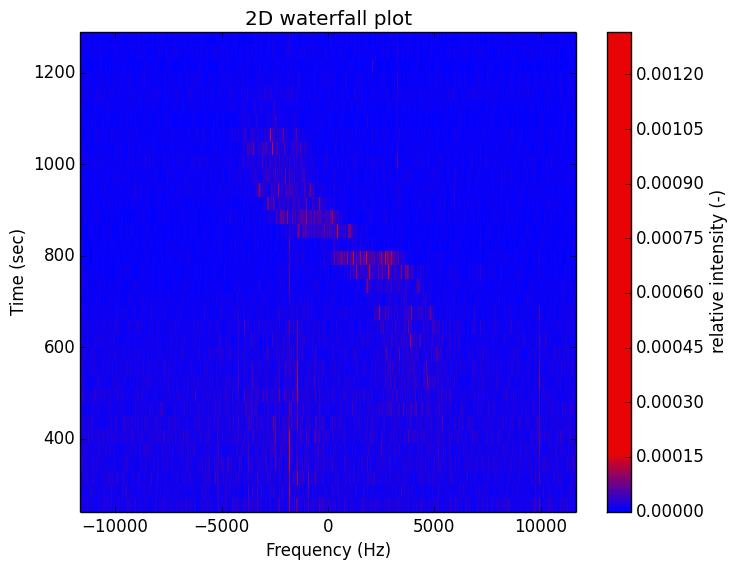 2D waterfall plot
Time (sec)
1200
1000
800
600
400
−10000 −5000 0 5000 10000
Frequency (Hz)
0.00120
0.00105
0.00090
0.00075
0.00060
0.00045
0.00030
0.00015
0.00000
relative intensity (-)